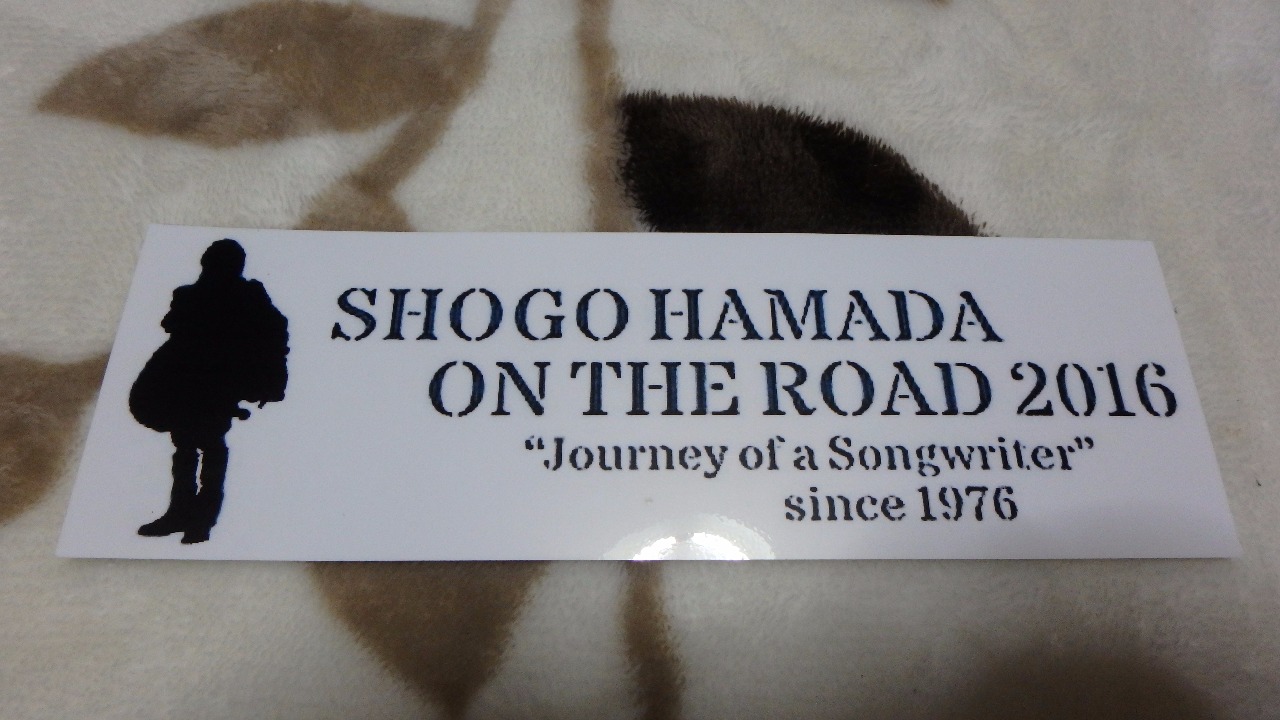 SHOGO HAMADA
ON THE ROAD 2016
“Journey of a Songwriter”
since 1976